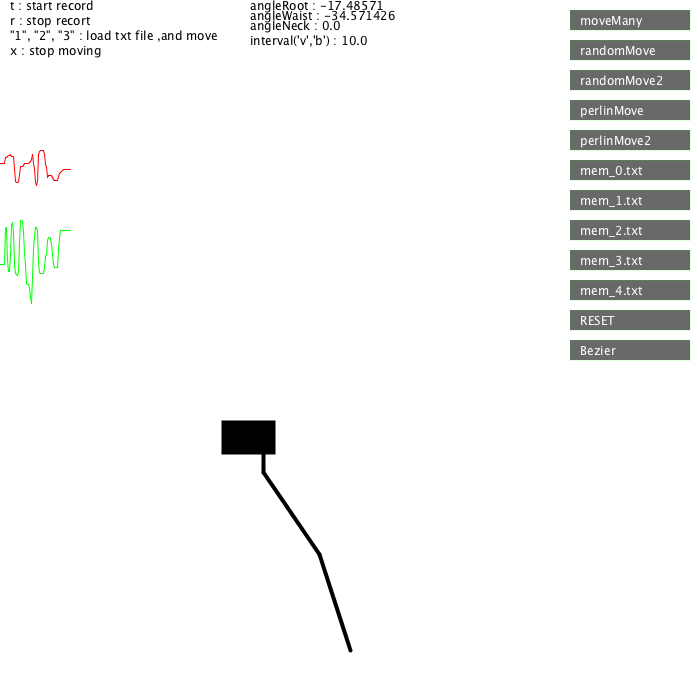 t : start record
r : stop recort
"1", "2", "3" : load txt file ,and move
x : stop moving
angleRoot : -17.48571
angleWaist : -34.571426
angleNeck : 0.0
interval('v','b') : 10.0
moveMany
randomMove
randomMove2
perlinMove
perlinMove2
mem_0.txt
mem_1.txt
mem_2.txt
mem_3.txt
mem_4.txt
RESET
Bezier